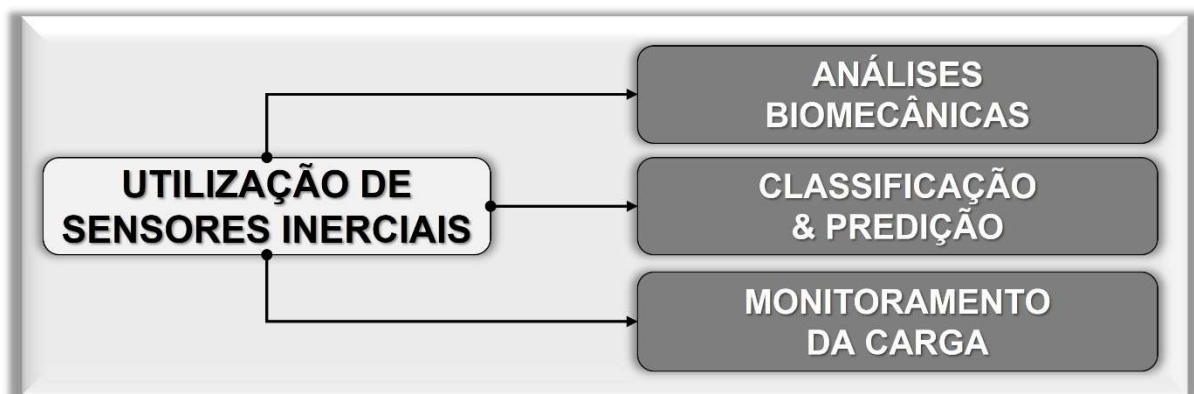 UTILIZAÇÃO DE
SENSORES INERCIAIS
ANÁLISES
BIOMECÂNICAS
CLASSIFICAÇÃO
& PREDIÇÃO
MONITORAMENTO
DA CARGA